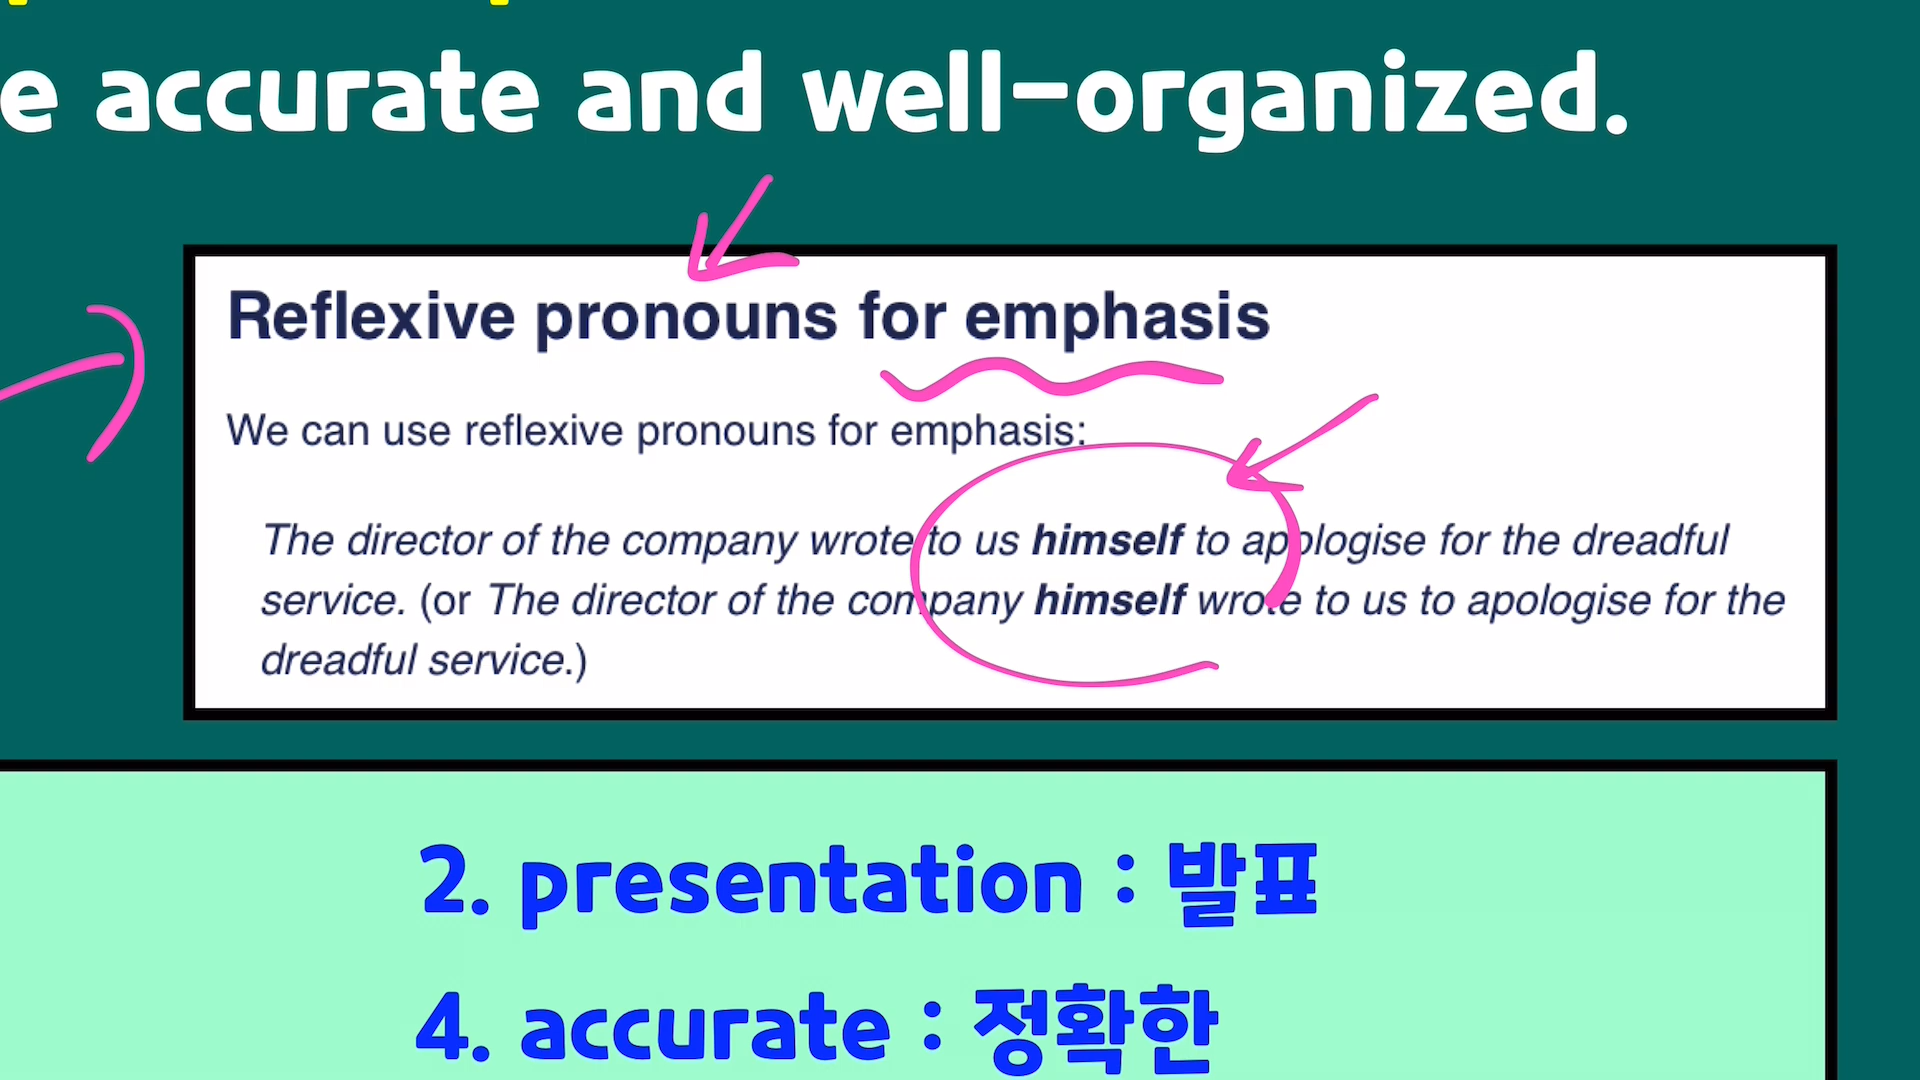 e accurate and well-organized.
Reflexive pronouns for emphasis
We can use reflexive pronouns for emphasis:
The director of the company wrote to us himself to apologise for the dreadful
service. (or The director of the company himself wrote to us to apologise for the
dreadful service.)
2. presentation : 발표
4. accurate : 정확한